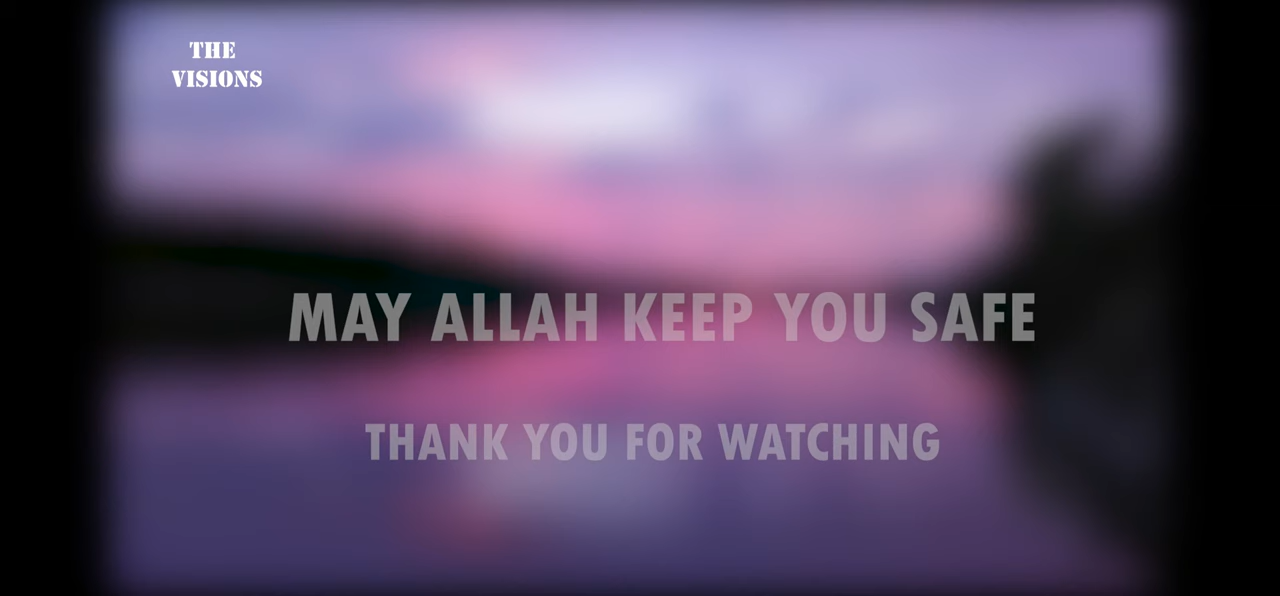 THE
VISIONS
MAY ALLAH KEEP YOU SAFE
THANK YOU FOR WATCHING